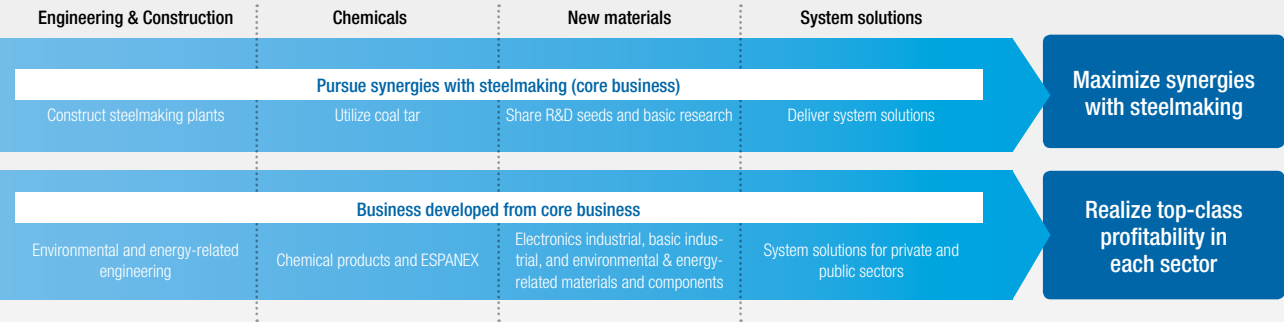 Engineering & Construction
Chemicals
New materials
System solutions
Pursue synergies with steelmaking (core business)
Construct steelmaking plants
Utilize coal tar
Share R&D seeds and basic research
Deliver system solutions
Maximize synergies
with steelmaking
Business developed from core business
Environmental and energy-related
engineering
Chemical products and ESPANEX
Electronics industrial, basic indus-
trial, and environmental & energy-
related materials and components
System solutions for private and
public sectors
Realize top-class
profitability in
each sector